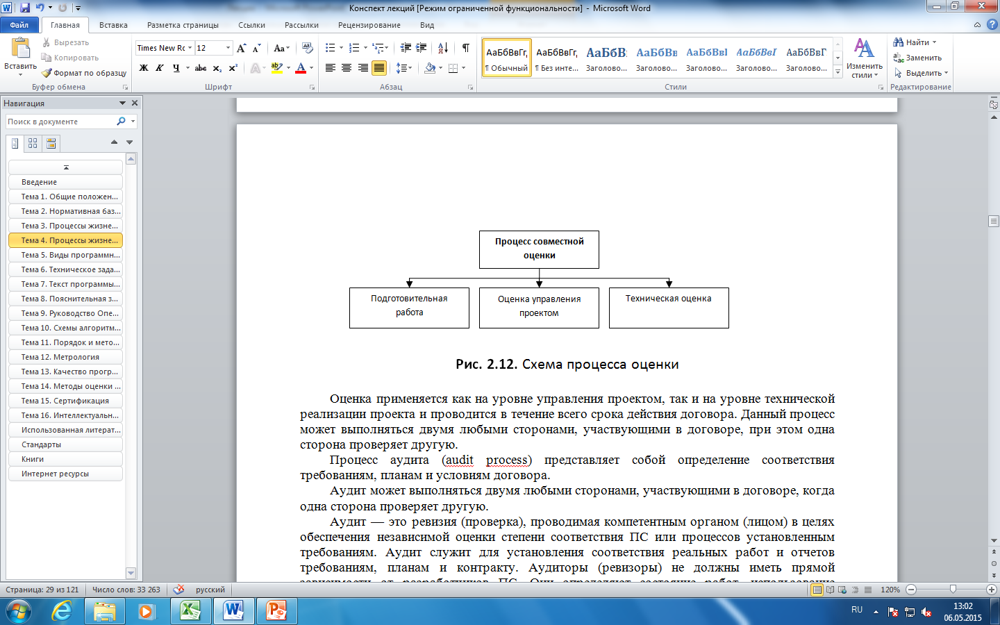 Конспект лекций [Режим ограниченной функциональности] - Microsoft Word
Файл Главная Вставка Разметка страницы Ссылки Рассылки Рецензирование Вид
Вставить
Вырезать
Копировать
Формат по образцу
Буфер обмена
Times New Rc 12
Ж К Ч abc x₂ x²
Шрифт
Абзац
АаБбВвГг, АаБбВвГг, АаБбВ АаБбВв АаБбВвI АаБбВвI АаБбВвГ
¶ Обычный ¶ Без инте... Заголово... Заголово... Заголово... Заголово... Заголово...
Изменить стили
Стили
Найти
Заменить
Выделить
Редактирование
Навигация
Поиск в документе
Введение
Тема 1. Общие положен...
Тема 2. Нормативная баз...
Тема 3. Процессы жизне...
Тема 4. Процессы жизне...
Тема 5. Виды программн...
Тема 6. Техническое зада...
Тема 7. Текст программы...
Тема 8. Пояснительная з...
Тема 9. Руководство Опе...
Тема 10. Схемы алгоритм...
Тема 11. Порядок и мето...
Тема 12. Метрология
Тема 13. Качество прогр...
Тема 14. Методы оценки ...
Тема 15. Сертификация
Тема 16. Интеллектуальн...
Использованная литерат...
Стандарты
Книги
Интернет ресурсы
Процесс совместной
оценки
Подготовительная
работа
Оценка управления
проектом
Техническая оценка
Рис. 2.12. Схема процесса оценки
Оценка применяется как на уровне управления проектом, так и на уровне технической
реализации проекта и проводится в течение всего срока действия договора. Данный процесс
может выполняться двумя любыми сторонами, участвующими в договоре, при этом одна
сторона проверяет другую.
Процесс аудита (audit process) представляет собой определение соответствия
требованиям, планам и условиям договора.
Аудит может выполняться двумя любыми сторонами, участвующими в договоре, когда
одна сторона проверяет другую.
Аудит — это ревизия (проверка), проводимая компетентным органом (лицом) в целях
обеспечения независимой оценки степени соответствия ПС или процессов установленным
требованиям. Аудит служит для установления соответствия реальных работ и отчетов
требованиям, планам и контракту. Аудиторы (ревизоры) не должны иметь прямой
зависимости от разработчиков ПС. Они определяют состояние работ, использование
Страница: 29 из 121 Число слов: 33 263 русский 120%
RU 13:02
06.05.2015